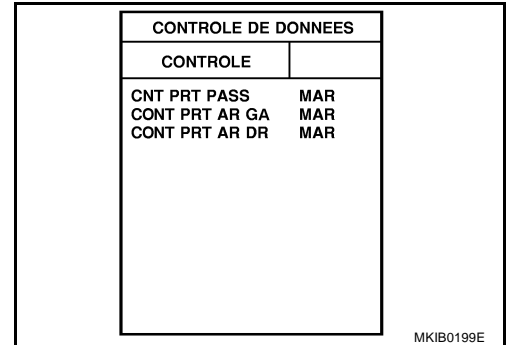 CONTROLE DE DONNEES
CONTROLE
CNT PRT PASS MAR
CONT PRT AR GA MAR
CONT PRT AR DR MAR
MKIB0199E